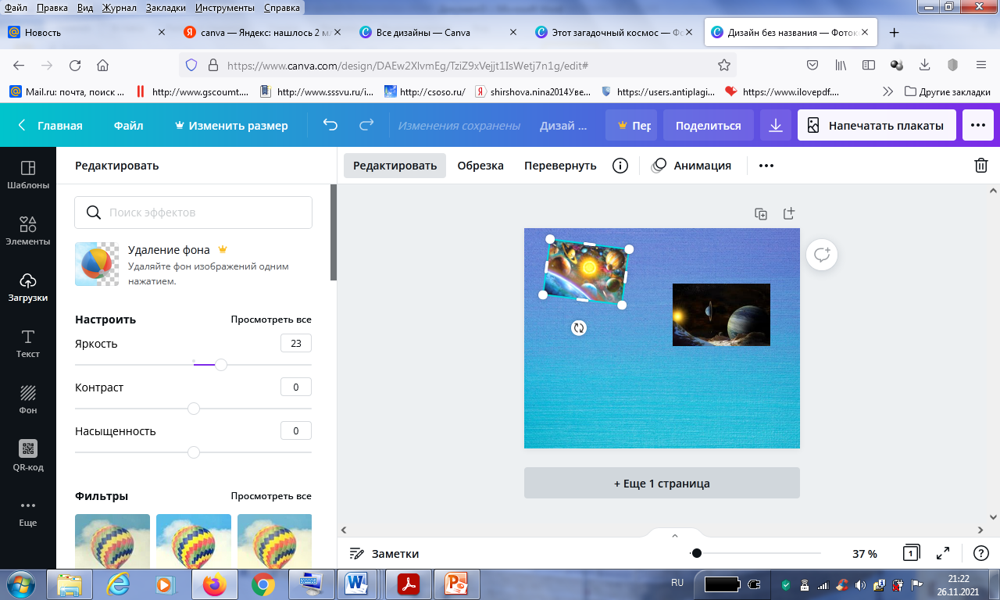 Файл Правка Вид Журнал Закладки Инструменты Справка
Новость
canva — Яндекс: нашлось 2 мл
Все дизайны — Canva
Этот загадочный космос — Фо
Дизайн без названия — Фоток
https://www.canva.com/design/DAEw2XlvmEg/TziZ9xVejjt1IsWetj7n1g/edit#
Mail.ru: почта, поиск ...
http://www.gscoumt....
http://www.sssvu.ru/i...
http://csoso.ru/
shirshova.nina2014Уве...
https://users.antiplagi...
https://www.ilovepdf....
Другие закладки
Главная Файл Изменить размер Изменения сохранены Дизай ... Пер Поделиться Напечатать плакаты
Шаблоны
Элементы
Загрузки
Текст
Фон
QR-код
Еще
Редактировать
Поиск эффектов
Удаление фона
Удаляйте фон изображений одним
нажатием.
Настроить Просмотреть все
Яркость 23
Контраст 0
Насыщенность 0
Фильтры Просмотреть все
Редактировать Обрезка Перевернуть Анимация
+ Еще 1 страница
Заметки 37 % 1
RU
21:22
26.11.2021